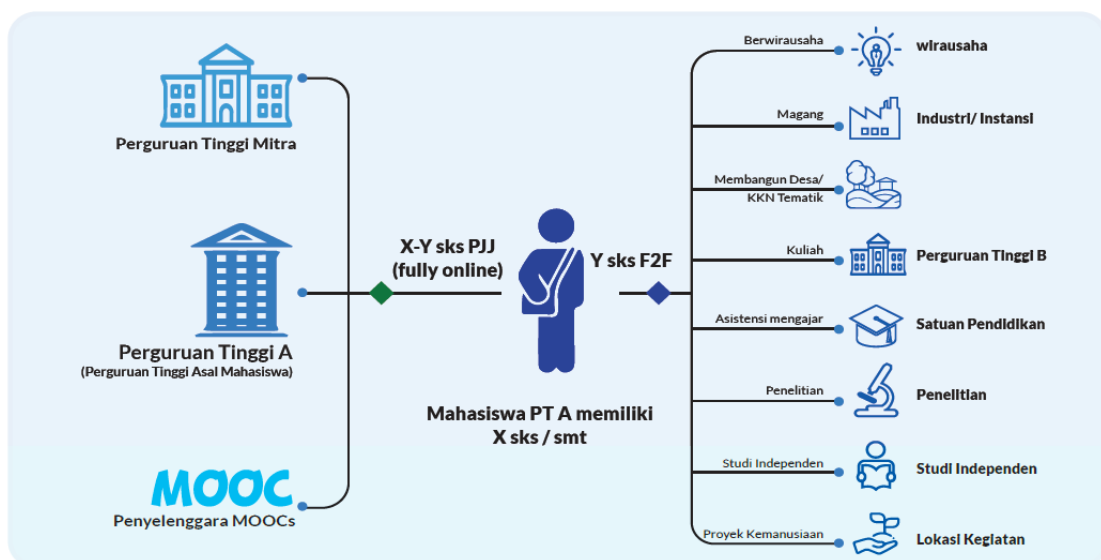 Perguruan Tinggi Mitra
Perguruan Tinggi A
(Perguruan Tinggi Asal Mahasiswa)
MOOC
Penyelenggara MOOCs
X-Y sks PJJ
(fully online)
Y sks F2F
Mahasiswa PT A memiliki
X sks / smt
Berwirausaha
wirausaha
Magang
Industri/ Instansi
Membangun Desa/
KKN Tematik
Kuliah
Perguruan Tinggi B
Asistensi mengajar
Satuan Pendidikan
Penelitian
Penelitian
Studi Independen
Studi Independen
Proyek Kemanusiaan
Lokasi Kegiatan